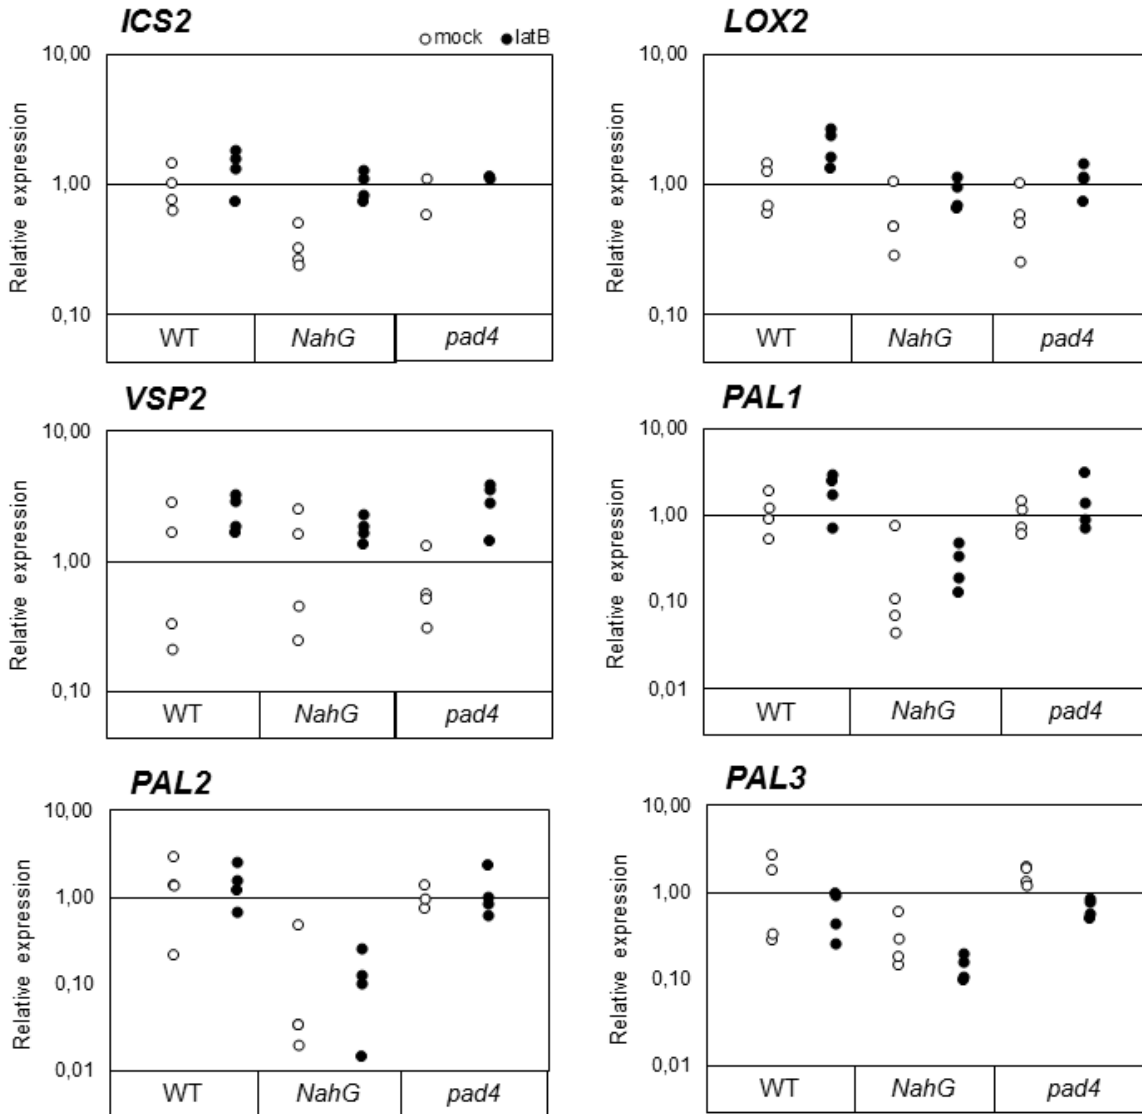 ICS2
mock latB
10,00
1,00
0,10
Relative expression
WT NahG pad4
LOX2
10,00
1,00
0,10
Relative expression
WT NahG pad4
VSP2
10,00
1,00
0,10
Relative expression
WT NahG pad4
PAL1
10,00
1,00
0,10
0,01
Relative expression
WT NahG pad4
PAL2
10,00
1,00
0,10
0,01
Relative expression
WT NahG pad4
PAL3
10,00
1,00
0,10
0,01
Relative expression
WT NahG pad4